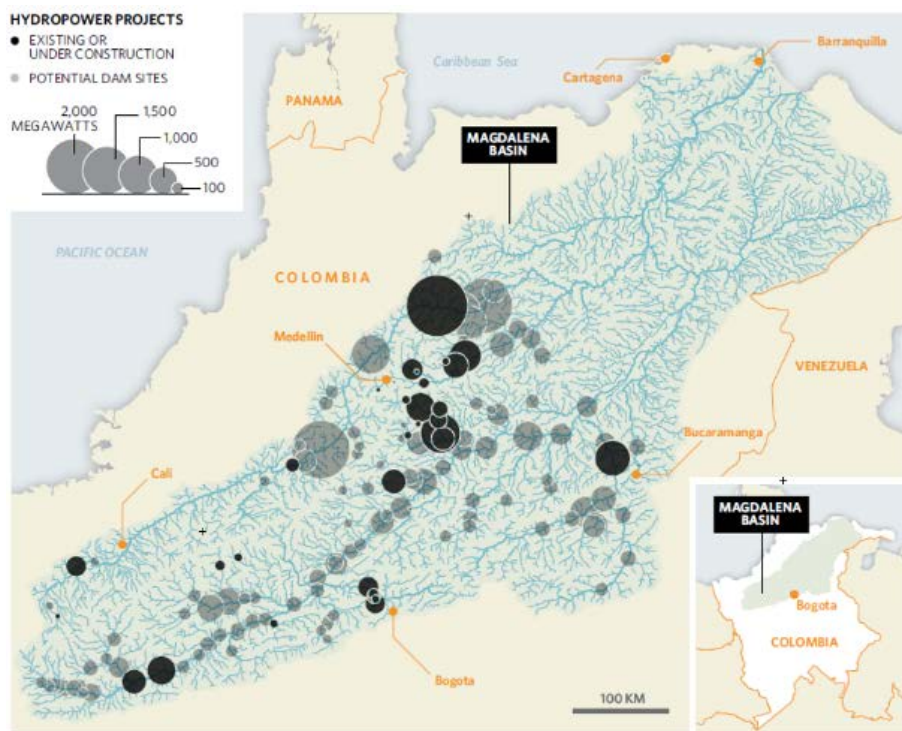 HYDROPOWER PROJECTS
EXISTING OR
UNDER CONSTRUCTION
POTENTIAL DAM SITES
2,000
MEGAWATTS
1,500
1,000
500
100
PANAMA
Caribbean Sea
Cartagena
Barranquilla
MAGDALENA
BASIN
PACIFIC OCEAN
COLOMBIA
Medellin
VENEZUELA
Bucaramanga
Cali
Bogota
100 KM
MAGDALENA
BASIN
Bogota
COLOMBIA